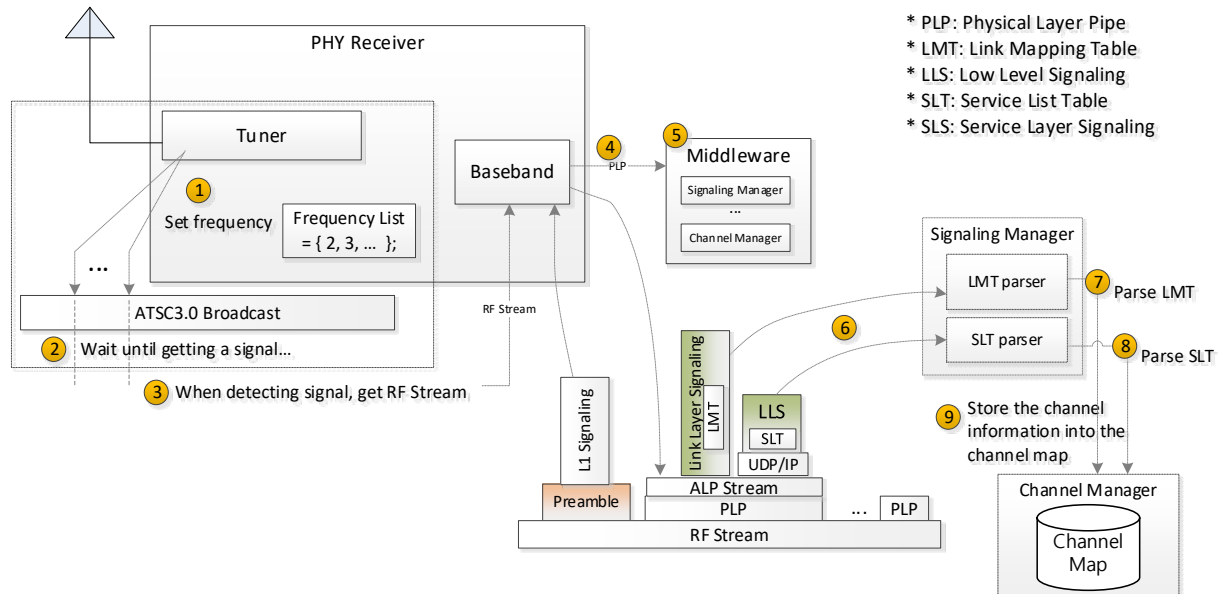 PHY Receiver
* PLP: Physical Layer Pipe
* LMT: Link Mapping Table
* LLS: Low Level Signaling
* SLT: Service List Table
* SLS: Service Layer Signaling
Tuner
1
Set frequency
Frequency List
= { 2, 3, ... };
Baseband
4
PLP
5
Middleware
Signaling Manager
...
Channel Manager
...
ATSC3.0 Broadcast
RF Stream
2
Wait until getting a signal...
3
When detecting signal, get RF Stream
Signaling Manager
LMT parser
7
Parse LMT
6
SLT parser
8
Parse SLT
L1 Signaling
Preamble
Link Layer Signaling
LMT
LLS
SLT
UDP/IP
ALP Stream
PLP
...
PLP
RF Stream
9
Store the channel
information into the
channel map
Channel Manager
Channel
Map